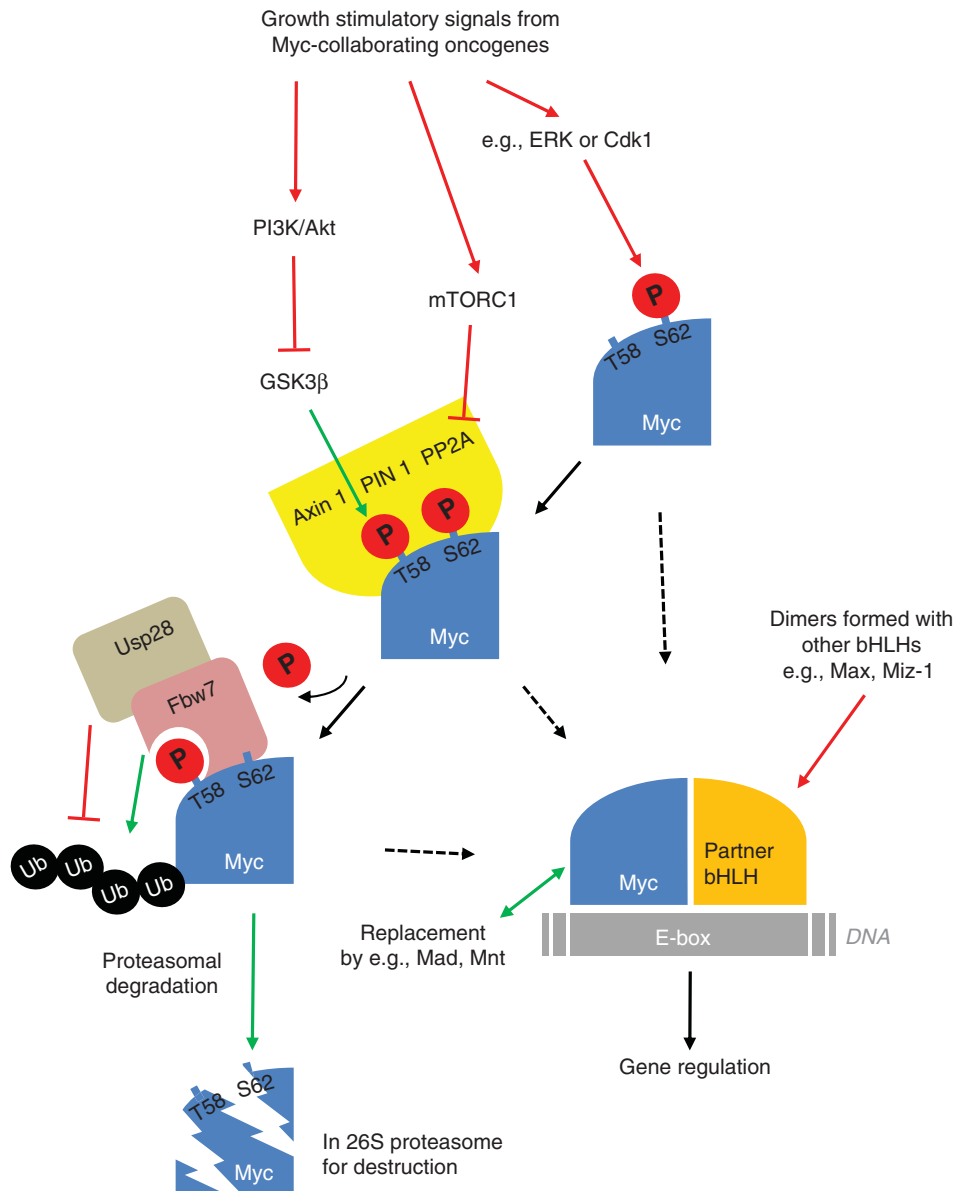 Growth stimulatory signals from
Myc-collaborating oncogenes
e.g., ERK or Cdk1
PI3K/Akt
mTORC1
P
T58 S62
Myc
GSK3β
Axin 1 PIN 1 PP2A
P P
T58 S62
Myc
Usp28
Fbw7
P
P
T58 S62
Myc
Ub Ub Ub Ub
Dimers formed with
other bHLHs
e.g., Max, Miz-1
Myc
Partner
bHLH
E-box
DNA
Replacement
by e.g., Mad, Mnt
Gene regulation
Proteasomal
degradation
T58 S62
Myc
In 26S proteasome
for destruction